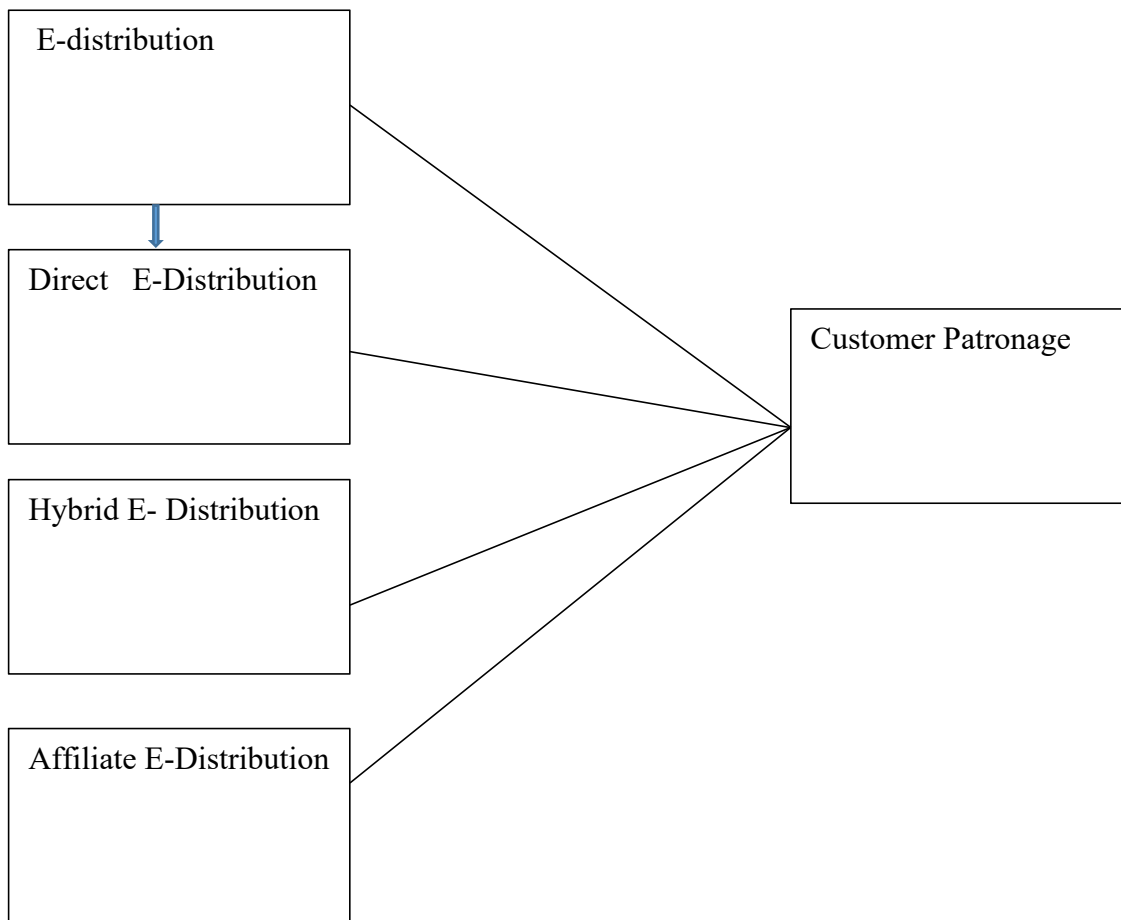 E-distribution
Direct E-Distribution
Hybrid E- Distribution
Affiliate E-Distribution
Customer Patronage